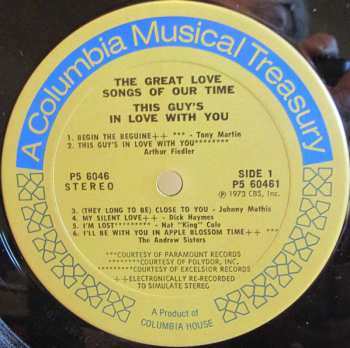 A Columbia Musical Treasury
THE GREAT LOVE
SONGS OF OUR TIME
THIS GUY'S
IN LOVE WITH YOU
1. BEGIN THE BEGUINE++ *** - Tony Martin
2. THIS GUY'S IN LOVE WITH YOU********
Arthur Fiedler
P5 6046
STEREO
SIDE 1
P5 60461
℗ 1973 CBS, Inc.
3. (THEY LONG TO BE) CLOSE TO YOU - Johnny Mathis
4. MY SILENT LOVE++ - Dick Haymes
5. I'M LOST********* - Nat "King" Cole
6. I'LL BE WITH YOU IN APPLE BLOSSOM TIME++ ***
The Andrew Sisters
***COURTESY OF PARAMOUNT RECORDS
********COURTESY OF POLYDOR, INC.
*********COURTESY OF EXCELSIOR RECORDS
++ELECTRONICALLY RE-RECORDED
TO SIMULATE STEREO
A Product of
COLUMBIA HOUSE